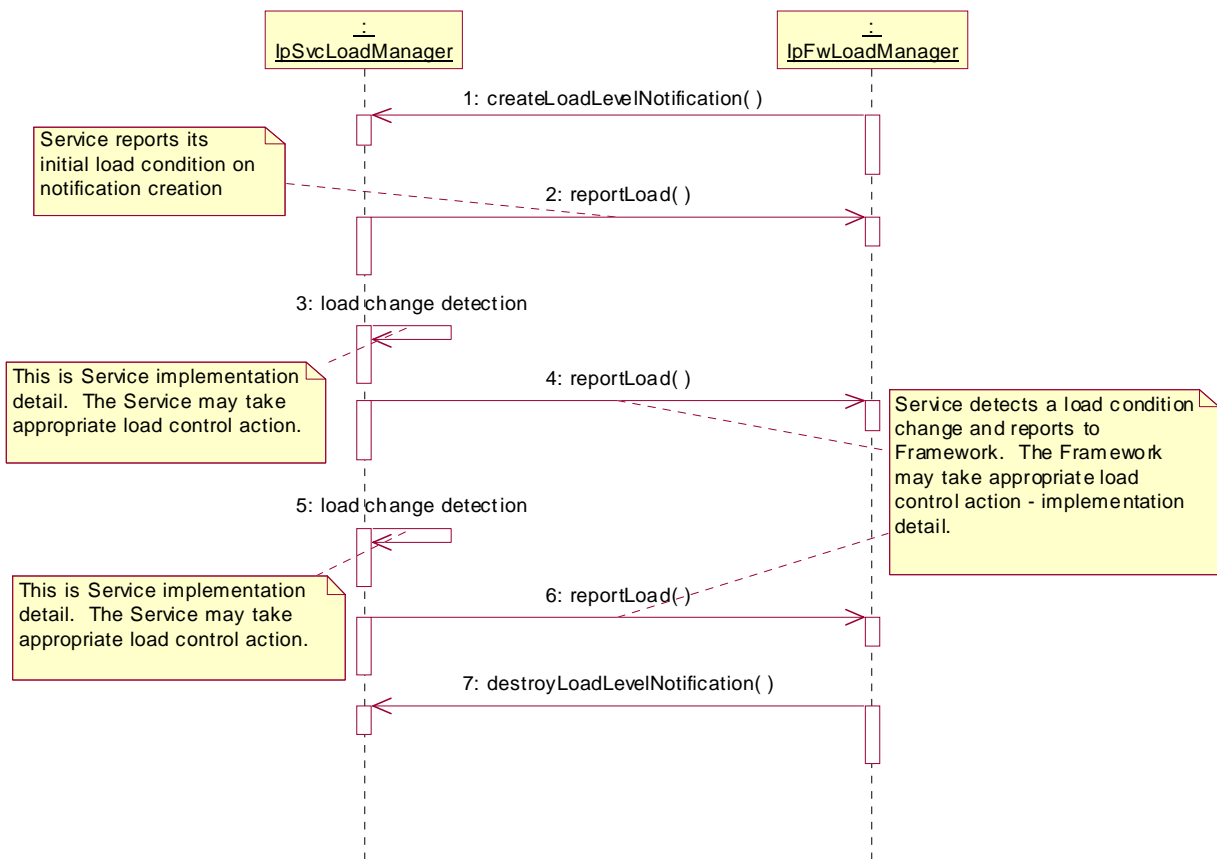 :
IpSvcLoadManager
:
IpFwLoadManager
1: createLoadLevelNotification( )
Service reports its
initial load condition on
notification creation
2: reportLoad( )
3: load change detection
This is Service implementation
detail.  The Service may take
appropriate load control action.
4: reportLoad( )
Service detects a load condition
change and reports to
Framework.  The Framework
may take appropriate load
control action - implementation
detail.
5: load change detection
This is Service implementation
detail.  The Service may take
appropriate load control action.
6: reportLoad( )
7: destroyLoadLevelNotification( )